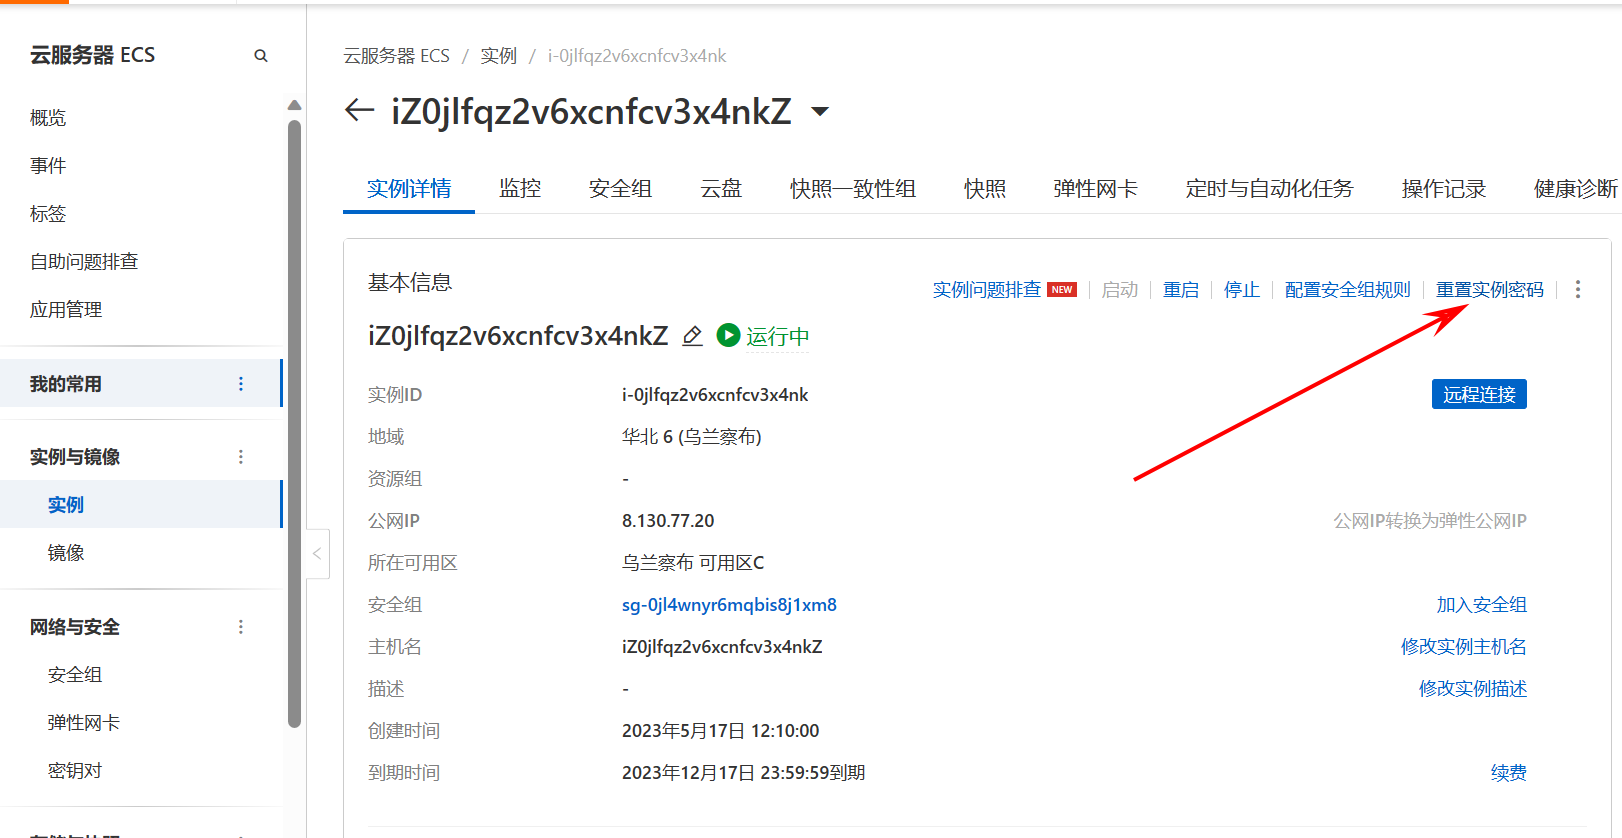 云服务器 ECS
概览
事件
标签
自助问题排查
应用管理
我的常用
实例与镜像
实例
镜像
网络与安全
安全组
弹性网卡
密钥对
云服务器 ECS / 实例 / i-0jlfqz2v6xcnfcv3x4nk
iZ0jlfqz2v6xcnfcv3x4nkZ
实例详情 监控 安全组 云盘 快照一致性组 快照 弹性网卡 定时与自动化任务 操作记录 健康诊断
基本信息
实例问题排查 NEW 启动 重启 停止 配置安全组规则 重置实例密码
iZ0jlfqz2v6xcnfcv3x4nkZ 运行中
实例ID i-0jlfqz2v6xcnfcv3x4nk 远程连接
地域 华北 6 (乌兰察布)
资源组 -
公网IP 8.130.77.20 公网IP转换为弹性公网IP
所在可用区 乌兰察布 可用区C
安全组 sg-0jl4wnyr6mqbis8j1xm8 加入安全组
主机名 iZ0jlfqz2v6xcnfcv3x4nkZ 修改实例主机名
描述 - 修改实例描述
创建时间 2023年5月17日 12:10:00
到期时间 2023年12月17日 23:59:59到期 续费